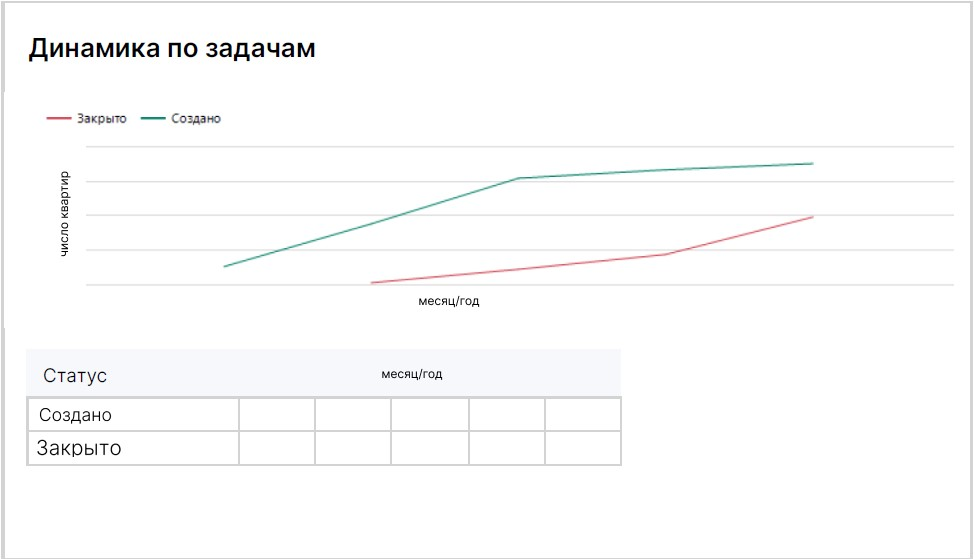 Динамика по задачам
Закрыто Создано
число квартир
месяц/год
Статус месяц/год
Создано
Закрыто